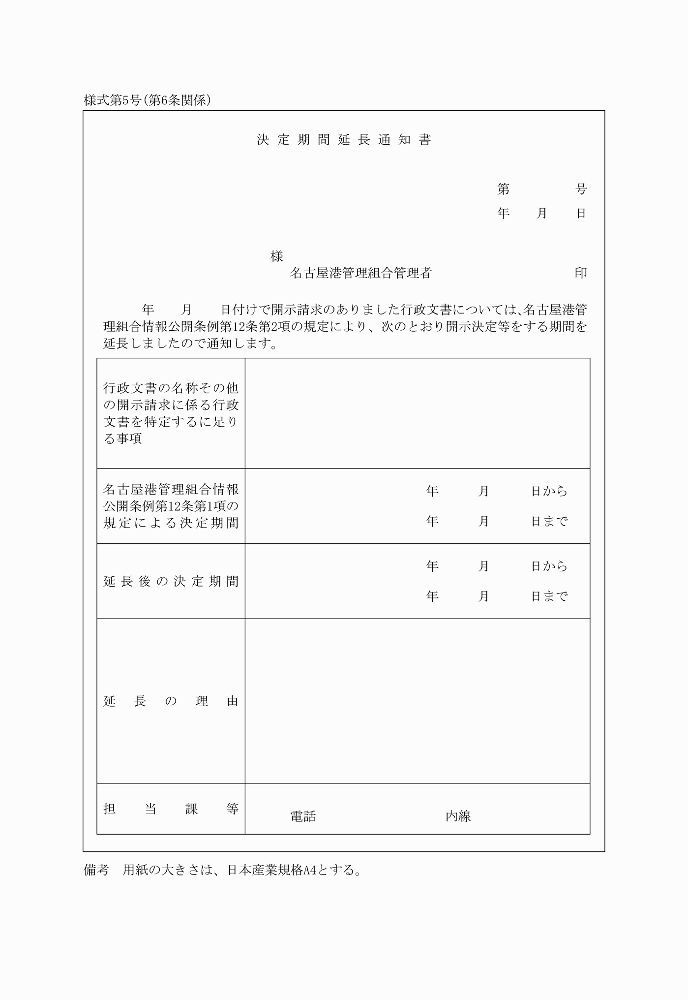 様式第5号(第6条関係)
決定期間延長通知書
第　　　　　号
年　　月　　日
様
名古屋港管理組合管理者　　　　　　　　　　　印
年　　月　　日付けで開示請求のありました行政文書については、名古屋港管
理組合情報公開条例第12条第2項の規定により、次のとおり開示決定等をする期間を
延長しましたので通知します。
行政文書の名称その他
の開示請求に係る行政
文書を特定するに足り
る事項
名古屋港管理組合情報
公開条例第12条第1項の
規定による決定期間
年　　　月　　　日から
年　　　月　　　日まで
延長後の決定期間
年　　　月　　　日から
年　　　月　　　日まで
延長の理由
担当課等
電話　　　　　　　　　　内線
備考　用紙の大きさは、日本産業規格A4とする。